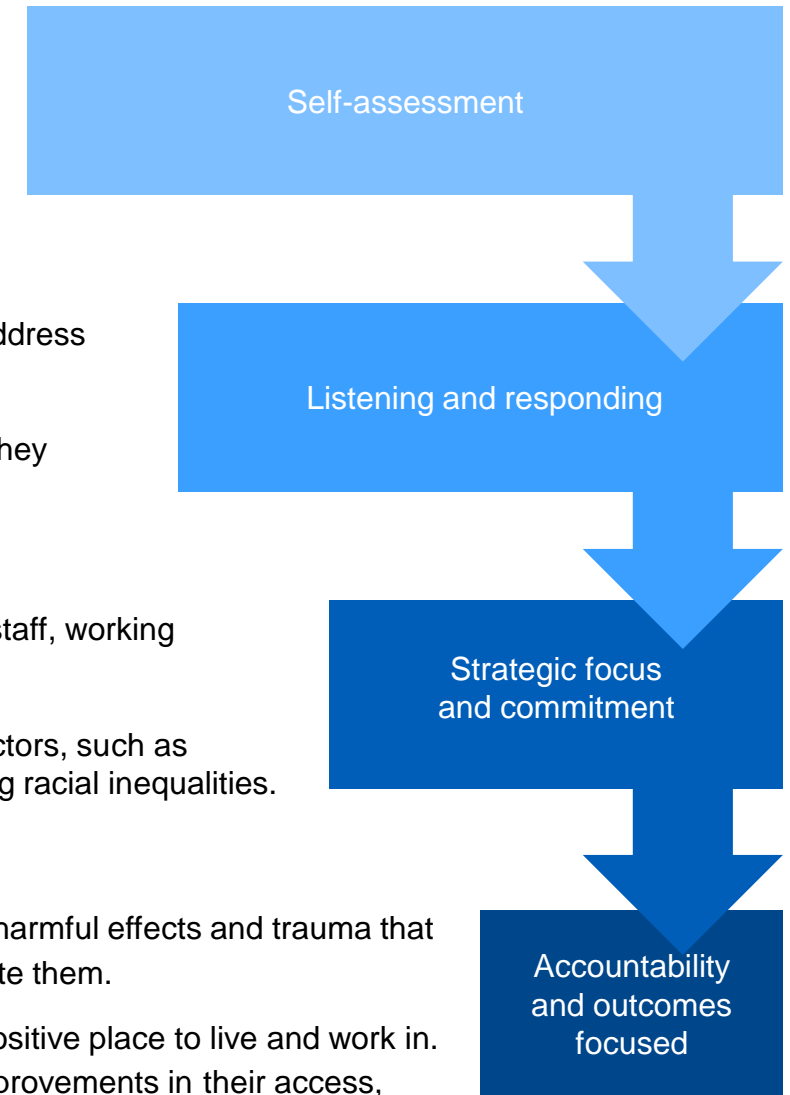 Self-assessment
ddress
Listening and responding
hey
staff, working
Strategic focus
and commitment
ctors, such as
g racial inequalities.
harmful effects and trauma that
te them.
Accountability
and outcomes
focused
ositive place to live and work in.
provements in their access,